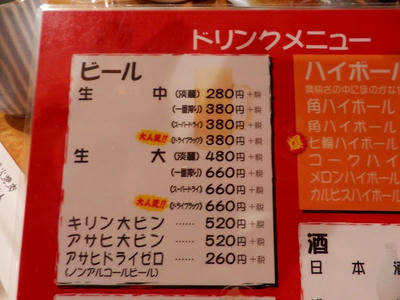 ドリンクメニュー
ビール
生 中 (淡麗) 280円+税
(一番搾り) 380円+税
(スーパードライ) 380円+税
大人気!! (ドライブラック) 380円+税
生 大 (淡麗) 480円+税
(一番搾り) 660円+税
(スーパードライ) 660円+税
大人気!! (ドライブラック) 660円+税
キリン大ビン …… 520円+税
アサヒ大ビン …… 520円+税
アサヒドライゼロ …… 260円+税
(ノンアルコールビール)
ハイボール
角ハイボール
角ハイボール
七輪ハイボール
コークハイ
メロンハイボール
カルピスハイボール
酒
日本酒